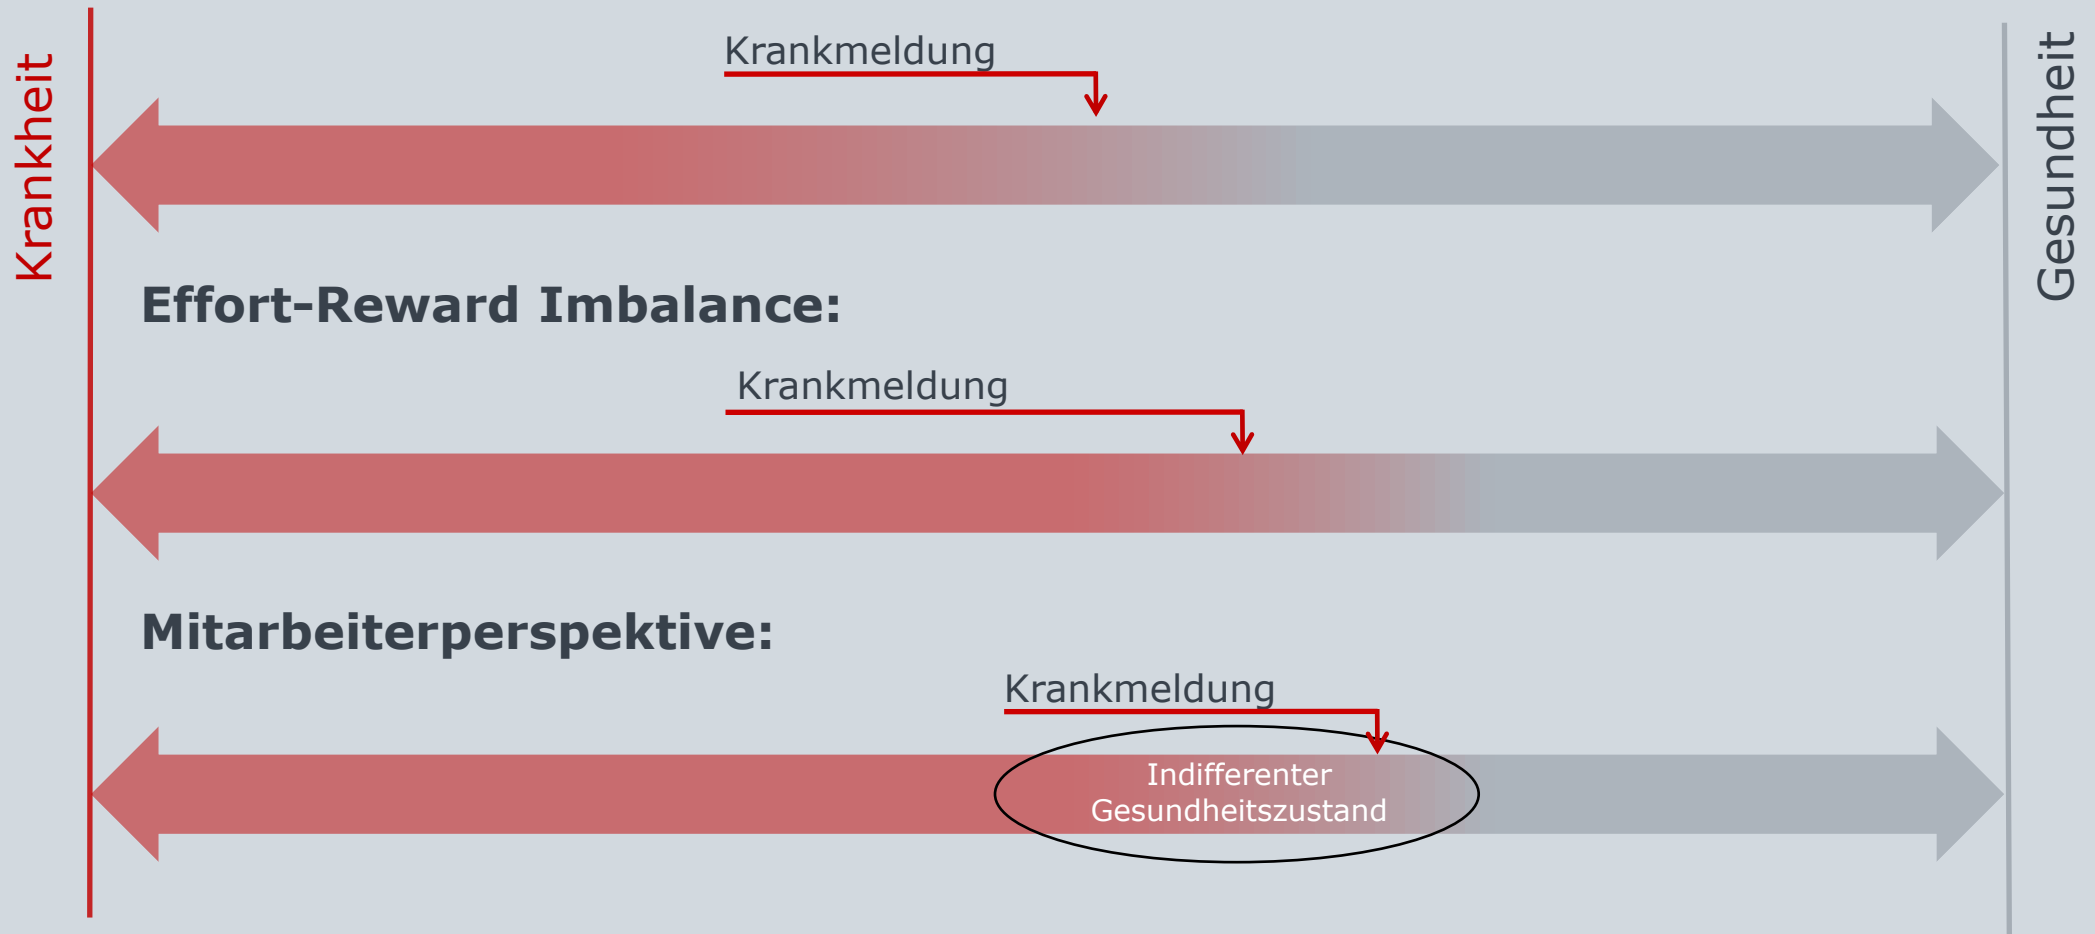 Krankheit
Gesundheit
Krankmeldung
Effort-Reward Imbalance:
Krankmeldung
Mitarbeiterperspektive:
Krankmeldung
Indifferenter
Gesundheitszustand